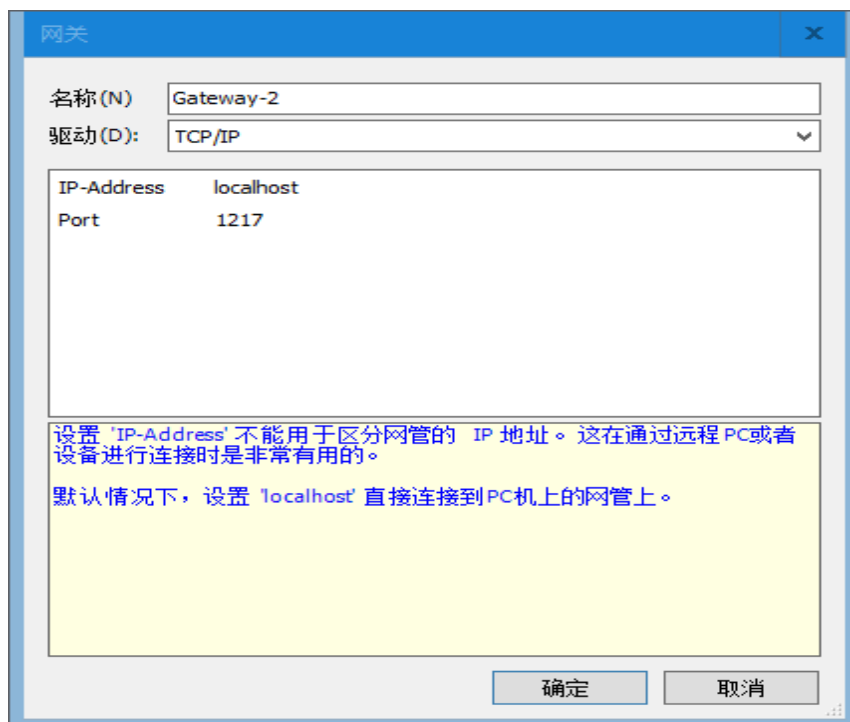 网关
名称(N) Gateway-2
驱动(D): TCP/IP
IP-Address localhost
Port 1217
设置 'IP-Address' 不能用于区分网管的 IP 地址。这在通过远程PC或者
设备进行连接时是非常有用的。
默认情况下，设置 'localhost' 直接连接到PC机上的网管上。
确定 取消